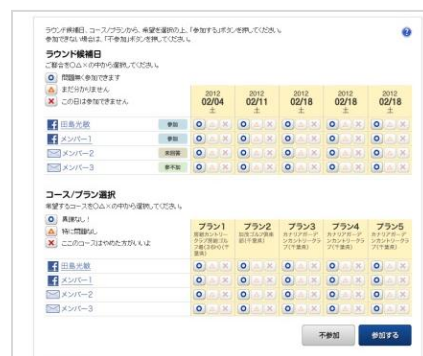 ラウンド候補日、コース/プランから、希望を選択の上、「参加する」ボタンを押してください。
参加できない場合は、「不参加」ボタンを押してください。
ラウンド候補日
ご都合を○△×の中から選択してください。
問題無く参加できます
まだ分かりません
この日は参加できません
2012 2012 2012 2012 2012
02/04 02/11 02/18 02/18 02/18
土 土 土 土 土
田島光敏 参加
メンバー1 参加
メンバー2 未回答
メンバー3 不参加
コース/プラン選択
希望するコースを○△×の中から選択してください。
異議なし!
特に問題なし
ここのコースはやめた方がいいよ
プラン1 プラン2 プラン3 プラン4 プラン5
田島光敏
メンバー1
メンバー2
メンバー3
不参加 参加する